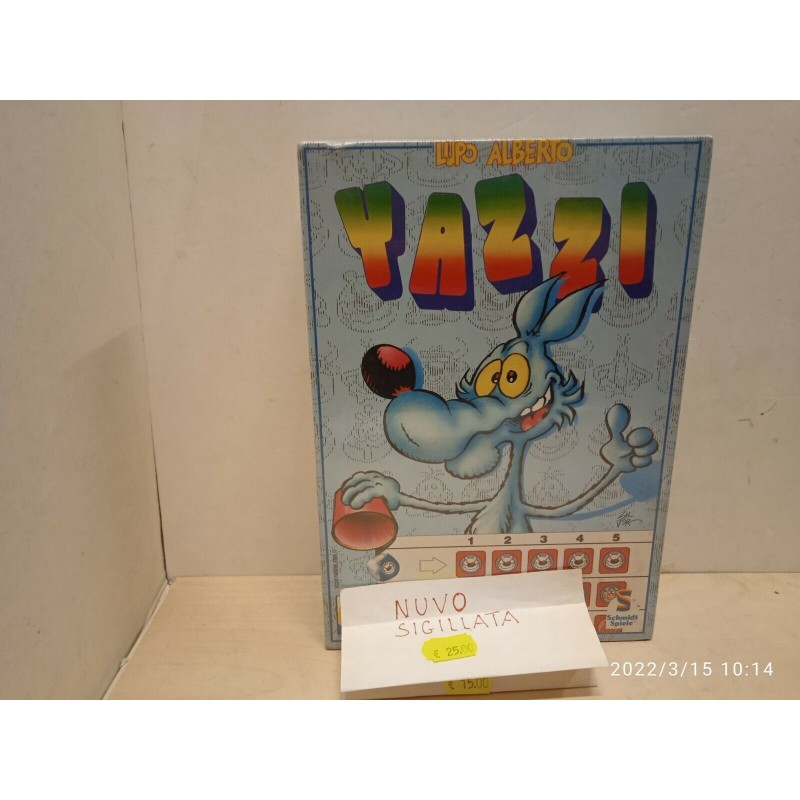 LUPO ALBERTO
YAZZI
1 2 3 4 5
Schmidt
Spiele
NUVO
SIGILLATA
€ 25.00
€ 15.00
2022/3/15 10:14